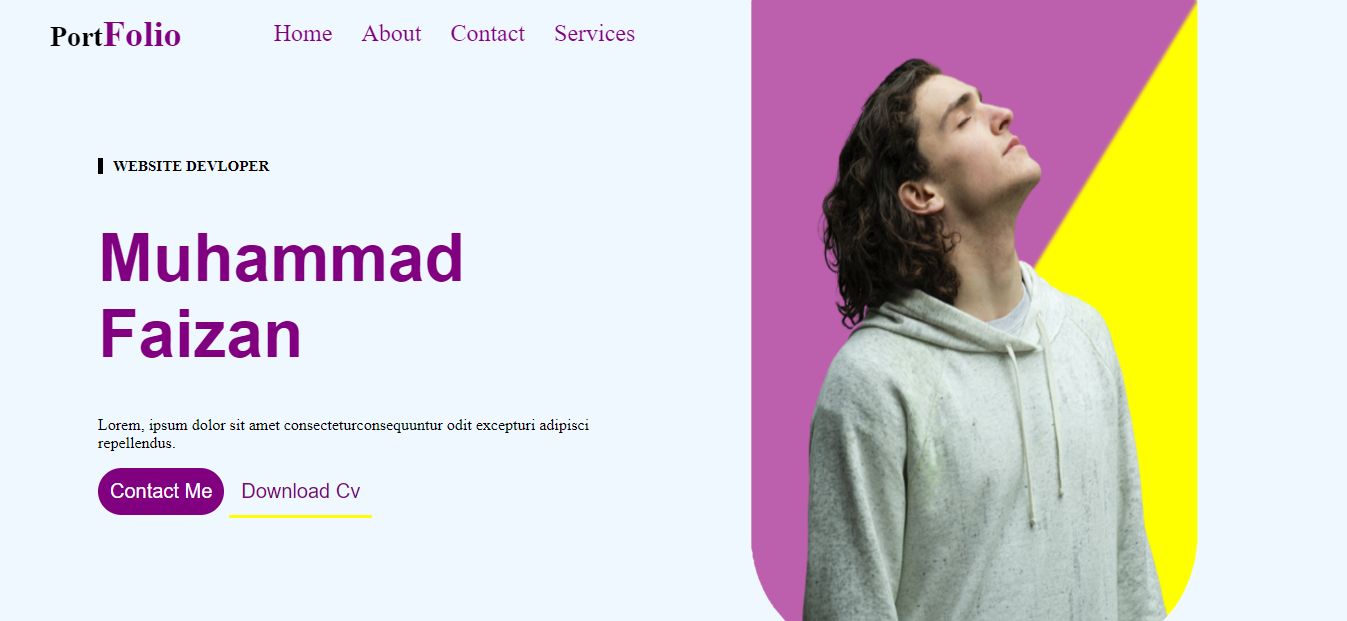 PortFolio
Home About Contact Services
WEBSITE DEVLOPER
Muhammad
Faizan
Lorem, ipsum dolor sit amet consecteturconsequuntur odit excepturi adipisci
repellendus.
Contact Me Download Cv